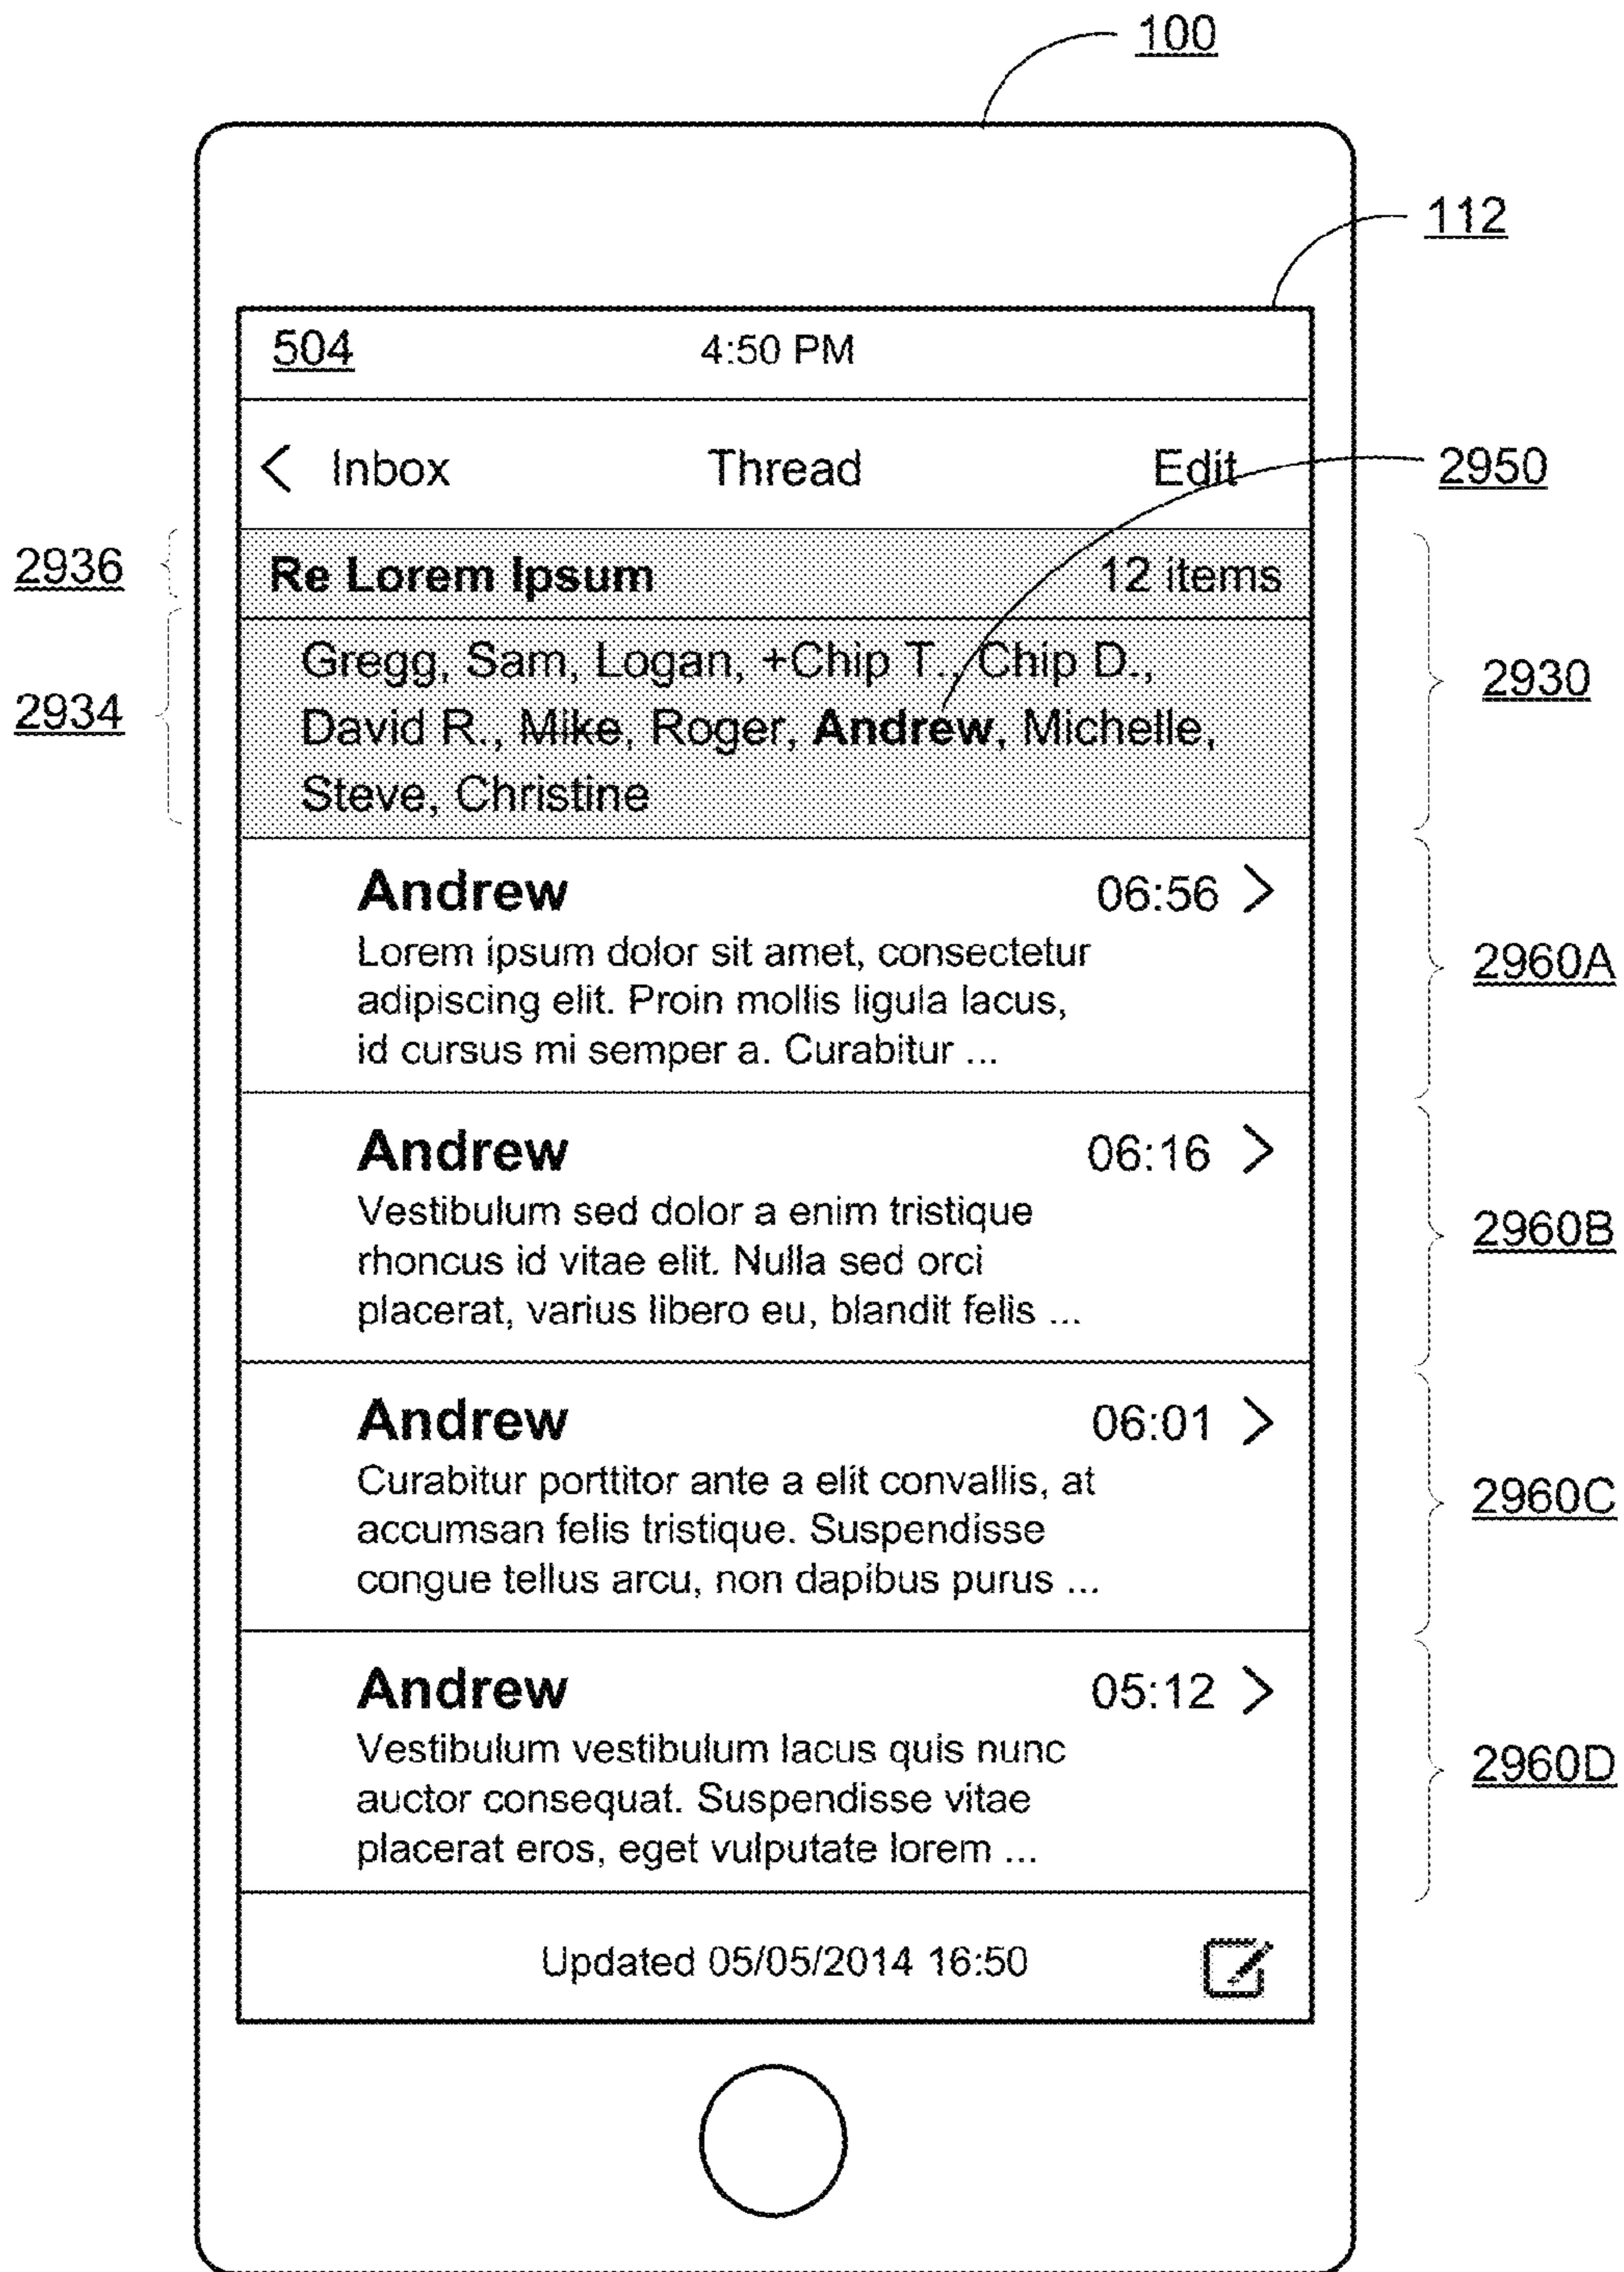 100
112
504 4:50 PM
< Inbox Thread Edit
2950
2936
Re Lorem Ipsum 12 items
Gregg, Sam, Logan, +Chip T., Chip D.,
2930
2934
David R., Mike, Roger, Andrew, Michelle,
Steve, Christine
Andrew 06:56 >
Lorem ipsum dolor sit amet, consectetur
2960A
adipiscing elit. Proin mollis ligula lacus,
id cursus mi semper a. Curabitur ...
Andrew 06:16 >
Vestibulum sed dolor a enim tristique
2960B
rhoncus id vitae elit. Nulla sed orci
placerat, varius libero eu, blandit felis ...
Andrew 06:01 >
Curabitur porttitor ante a elit convallis, at
2960C
accumsan felis tristique. Suspendisse
congue tellus arcu, non dapibus purus ...
Andrew 05:12 >
Vestibulum vestibulum lacus quis nunc
2960D
auctor consequat. Suspendisse vitae
placerat eros, eget vulputate lorem ...
Updated 05/05/2014 16:50